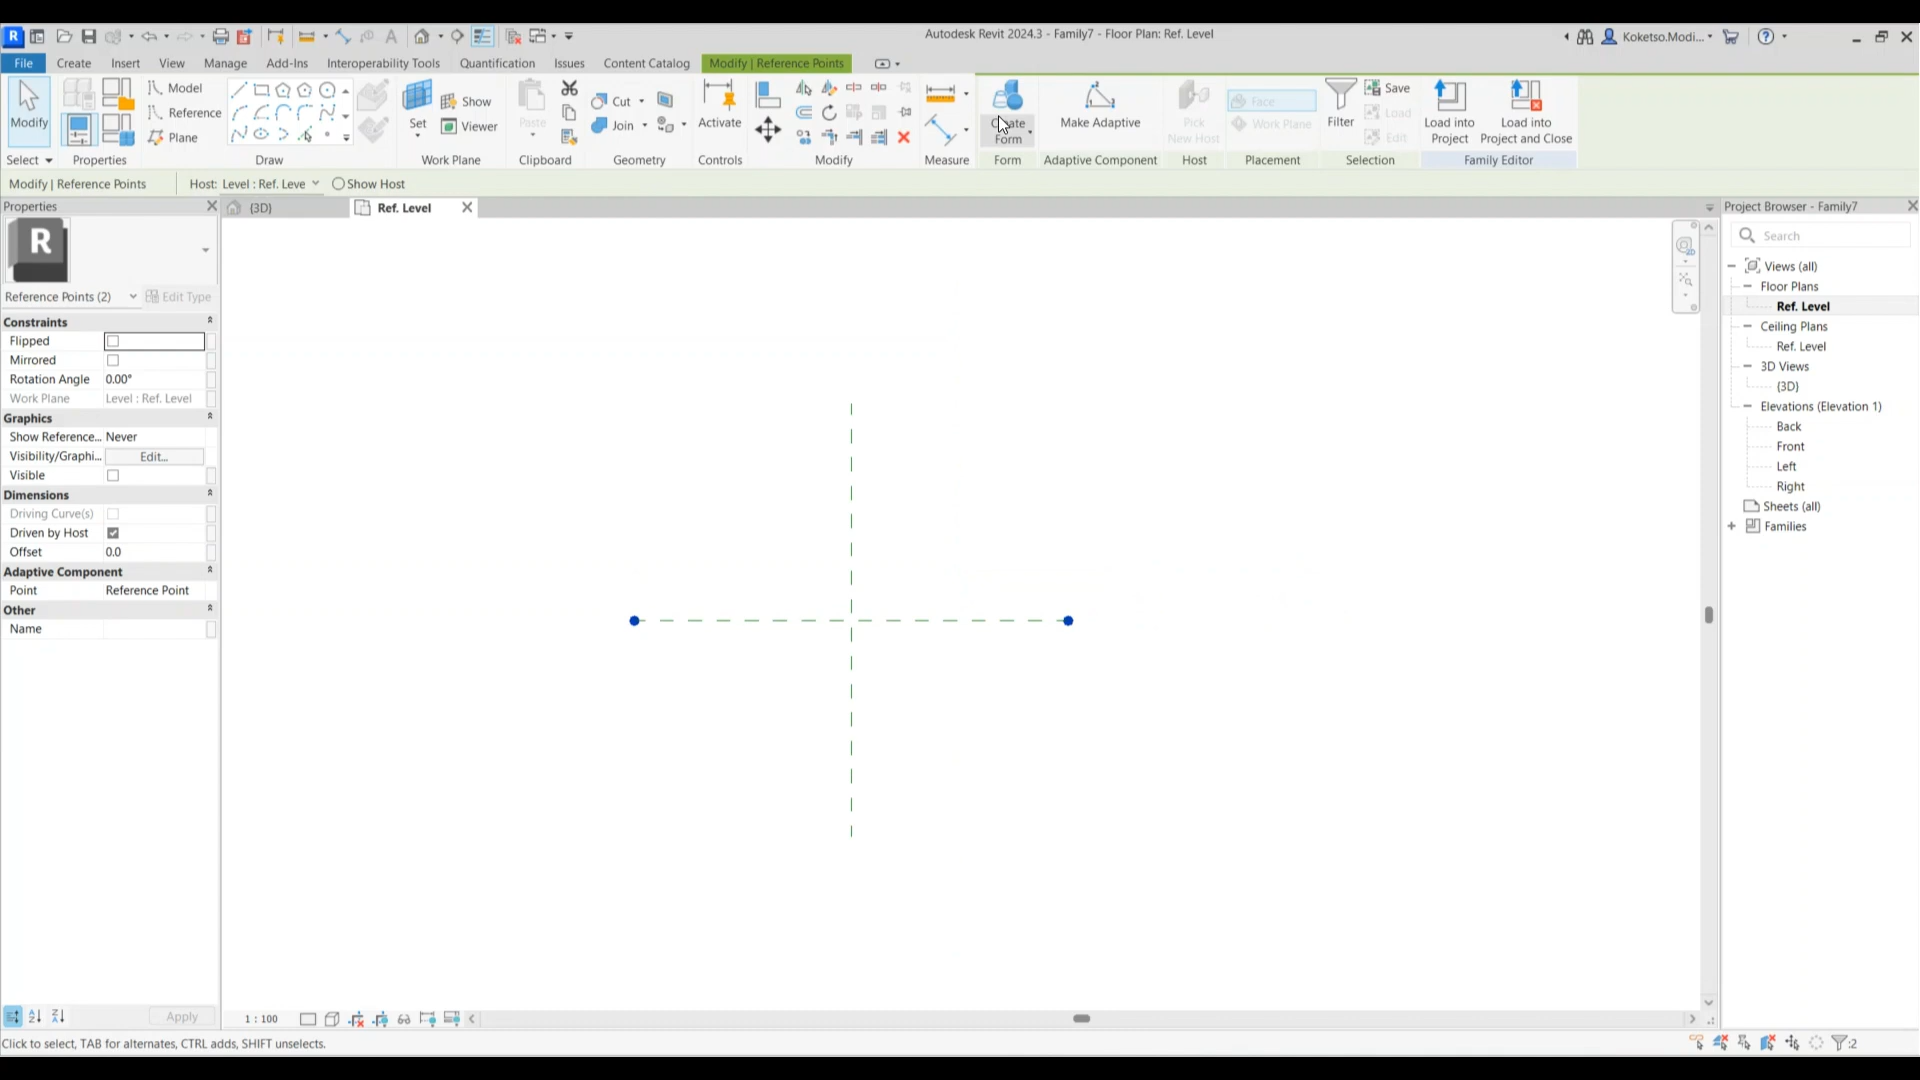 Autodesk Revit 2024.3 - Family7 - Floor Plan: Ref. Level
Koketso.Modi...
File Create Insert View Manage Add-Ins Interoperability Tools Quantification Issues Content Catalog Modify | Reference Points
Modify
Model
Reference
Plane
Set
Show
Viewer
Paste
Cut
Join
Activate
Create Form
Make Adaptive
Pick New Host
Face
Work Plane
Filter
Save
Load
Edit
Load into Project
Load into Project and Close
Select Properties Draw Work Plane Clipboard Geometry Controls Modify Measure Form Adaptive Component Host Placement Selection Family Editor
Modify | Reference Points Host: Level : Ref. Leve Show Host
Properties
{3D}
Ref. Level
Project Browser - Family7
R
Reference Points (2) Edit Type
Constraints
Flipped
Mirrored
Rotation Angle 0.00°
Work Plane Level : Ref. Level
Graphics
Show Reference... Never
Visibility/Graphi... Edit...
Visible
Dimensions
Driving Curve(s)
Driven by Host
Offset 0.0
Adaptive Component
Point Reference Point
Other
Name
Apply
Search
Views (all)
Floor Plans
Ref. Level
Ceiling Plans
Ref. Level
3D Views
{3D}
Elevations (Elevation 1)
Back
Front
Left
Right
Sheets (all)
Families
1 : 100
Click to select, TAB for alternates, CTRL adds, SHIFT unselects.
:2